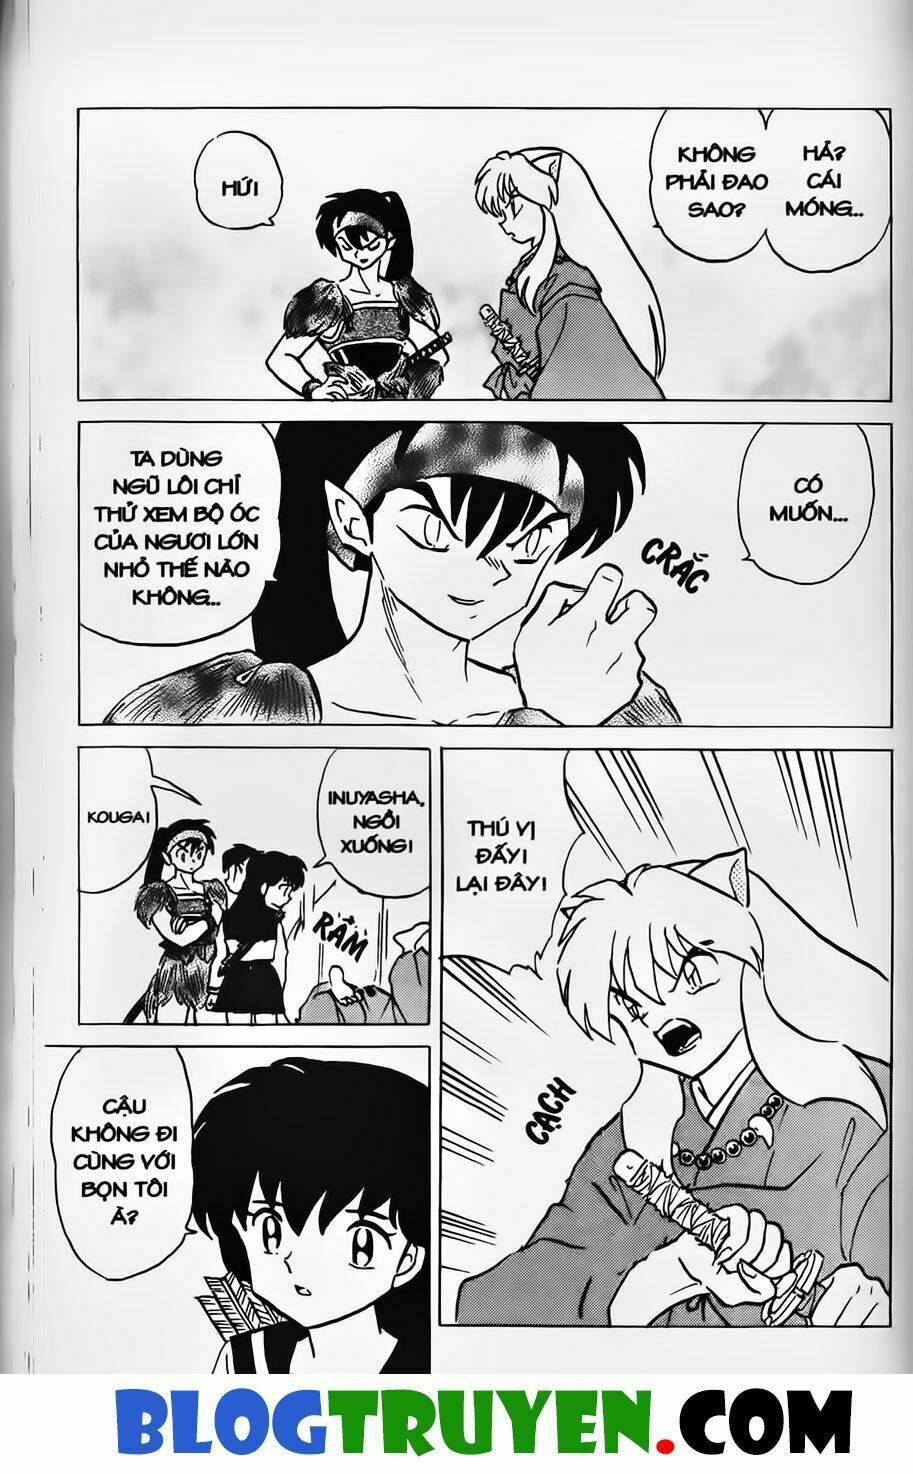 HẢ?
CÁI
MÓNG...
KHÔNG
PHẢI ĐAO
SAO?
HỨ!
CÓ
MUỐN...
CRẮC
TA DÙNG
NGŨ LÔI CHỈ
THỬ XEM BỘ ÓC
CỦA NGƯƠI LỚN
NHỎ THẾ NÀO
KHÔNG...
THÚ VỊ
ĐẤY!
LẠI ĐÂY!
CẠCH
INUYASHA,
NGỒI
XUỐNG!
RẦM
KOUGA!
CẬU
KHÔNG ĐI
CÙNG VỚI
BỌN TÔI
À?
BLOGTRUYEN.COM